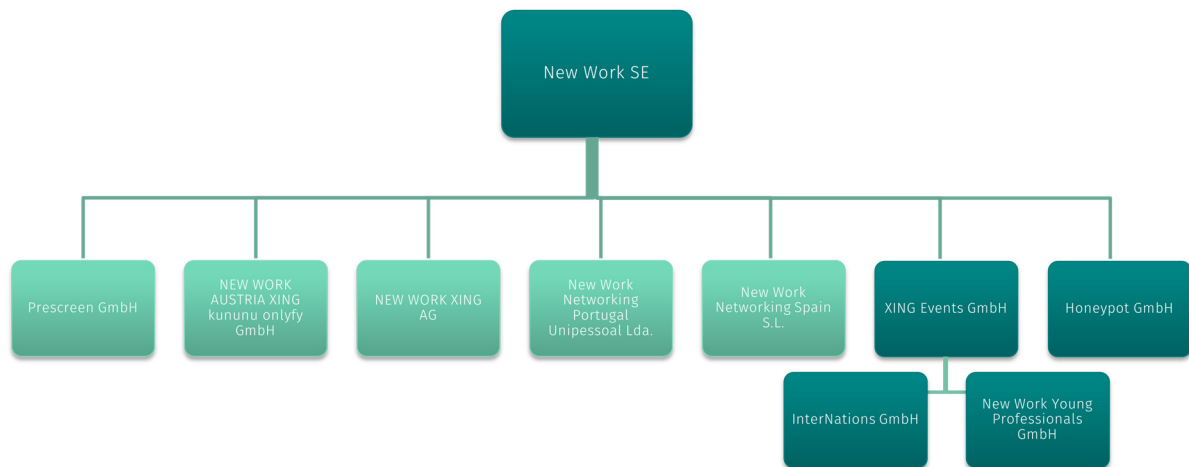 New Work SE
Prescreen GmbH
NEW WORK
AUSTRIA XING
kununu onlyfy
GmbH
NEW WORK XING
AG
New Work
Networking
Portugal
Unipessoal Lda.
New Work
Networking Spain
S.L.
XING Events GmbH
Honeypot GmbH
InterNations GmbH
New Work Young
Professionals
GmbH